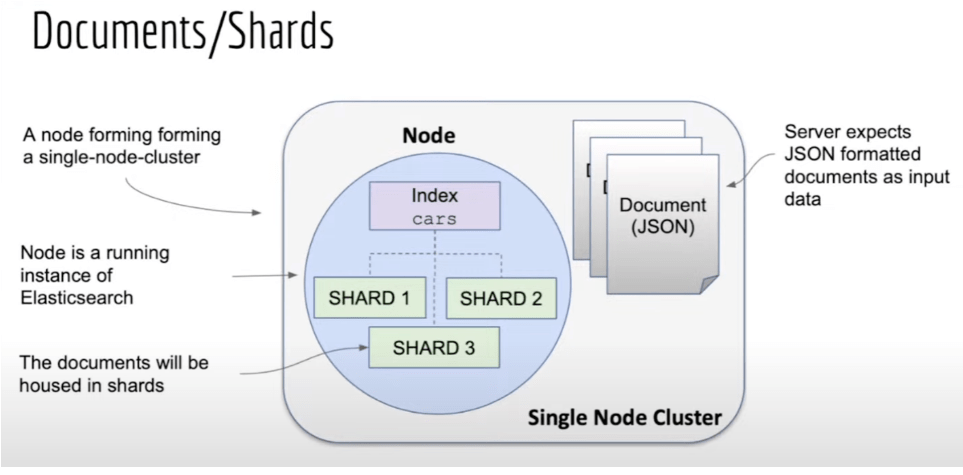 Documents/Shards
A node forming forming
a single-node-cluster
Node is a running
instance of
Elasticsearch
The documents will be
housed in shards
Node
Index
cars
SHARD 1
SHARD 2
SHARD 3
Document
(JSON)
Single Node Cluster
Server expects
JSON formatted
documents as input
data